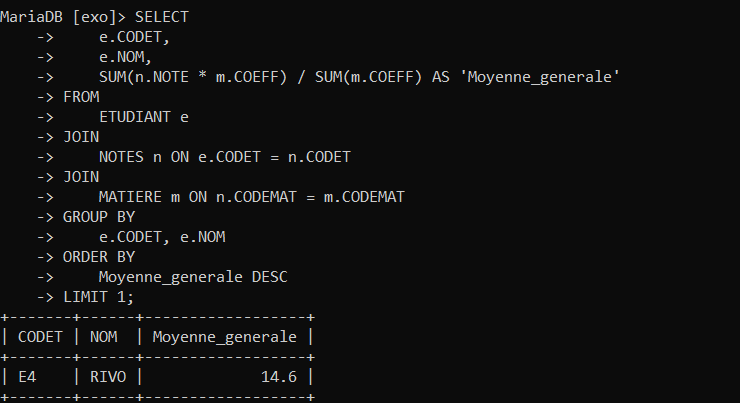 MariaDB [exo]> SELECT
    ->     e.CODET,
    ->     e.NOM,
    ->     SUM(n.NOTE * m.COEFF) / SUM(m.COEFF) AS 'Moyenne_generale'
    -> FROM
    ->     ETUDIANT e
    -> JOIN
    ->     NOTES n ON e.CODET = n.CODET
    -> JOIN
    ->     MATIERE m ON n.CODEMAT = m.CODEMAT
    -> GROUP BY
    ->     e.CODET, e.NOM
    -> ORDER BY
    ->     Moyenne_generale DESC
    -> LIMIT 1;
+-------+------+------------------+
| CODET | NOM  | Moyenne_generale |
+-------+------+------------------+
| E4    | RIVO |             14.6 |
+-------+------+------------------+